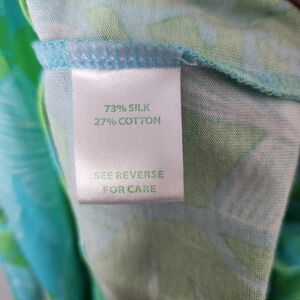 73% SILK
27% COTTON
SEE REVERSE
FOR CARE